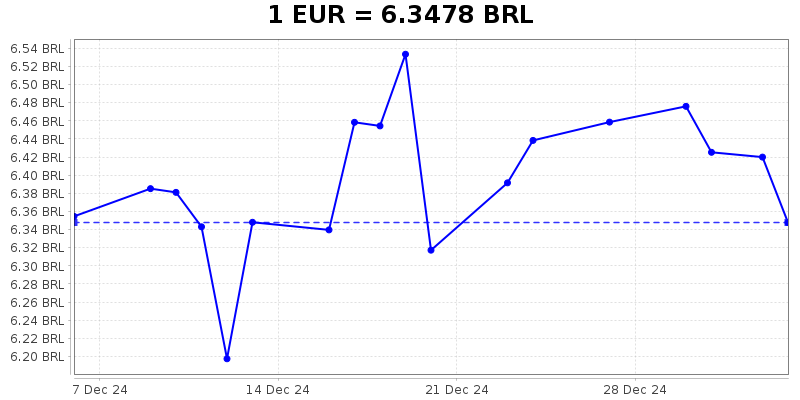 1 EUR = 6.3478 BRL
6.54 BRL
6.52 BRL
6.50 BRL
6.48 BRL
6.46 BRL
6.44 BRL
6.42 BRL
6.40 BRL
6.38 BRL
6.36 BRL
6.34 BRL
6.32 BRL
6.30 BRL
6.28 BRL
6.26 BRL
6.24 BRL
6.22 BRL
6.20 BRL
7 Dec 24 14 Dec 24 21 Dec 24 28 Dec 24